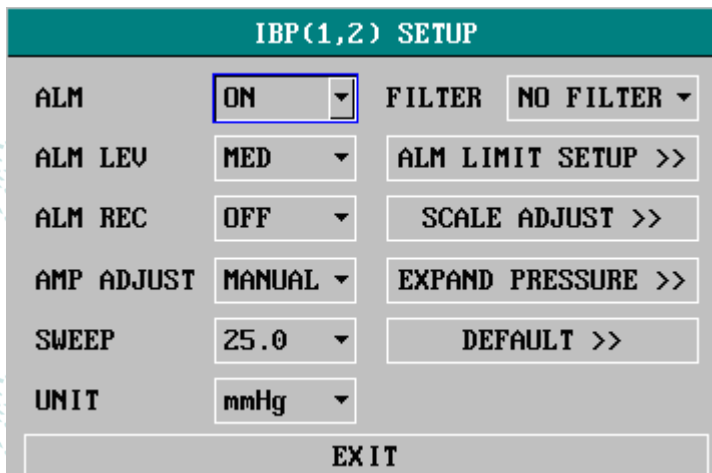 IBP(1,2) SETUP
ALM ON FILTER NO FILTER
ALM LEV MED ALM LIMIT SETUP >>
ALM REC OFF SCALE ADJUST >>
AMP ADJUST MANUAL EXPAND PRESSURE >>
SWEEP 25.0 DEFAULT >>
UNIT mmHg
EXIT